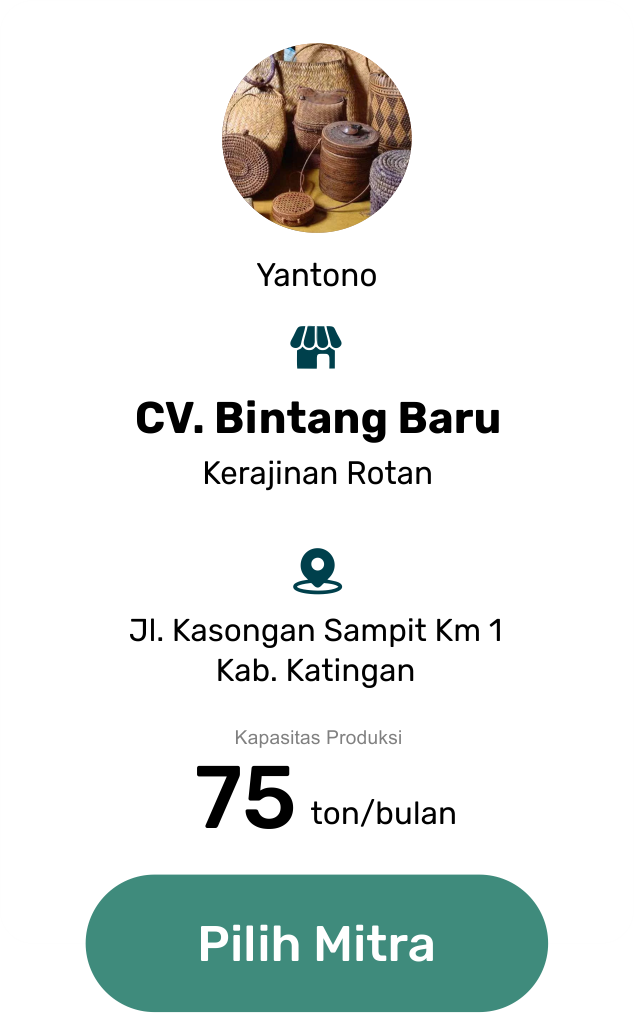 Yantono
CV. Bintang Baru
Kerajinan Rotan
Jl. Kasongan Sampit Km 1
Kab. Katingan
Kapasitas Produksi
75 ton/bulan
Pilih Mitra